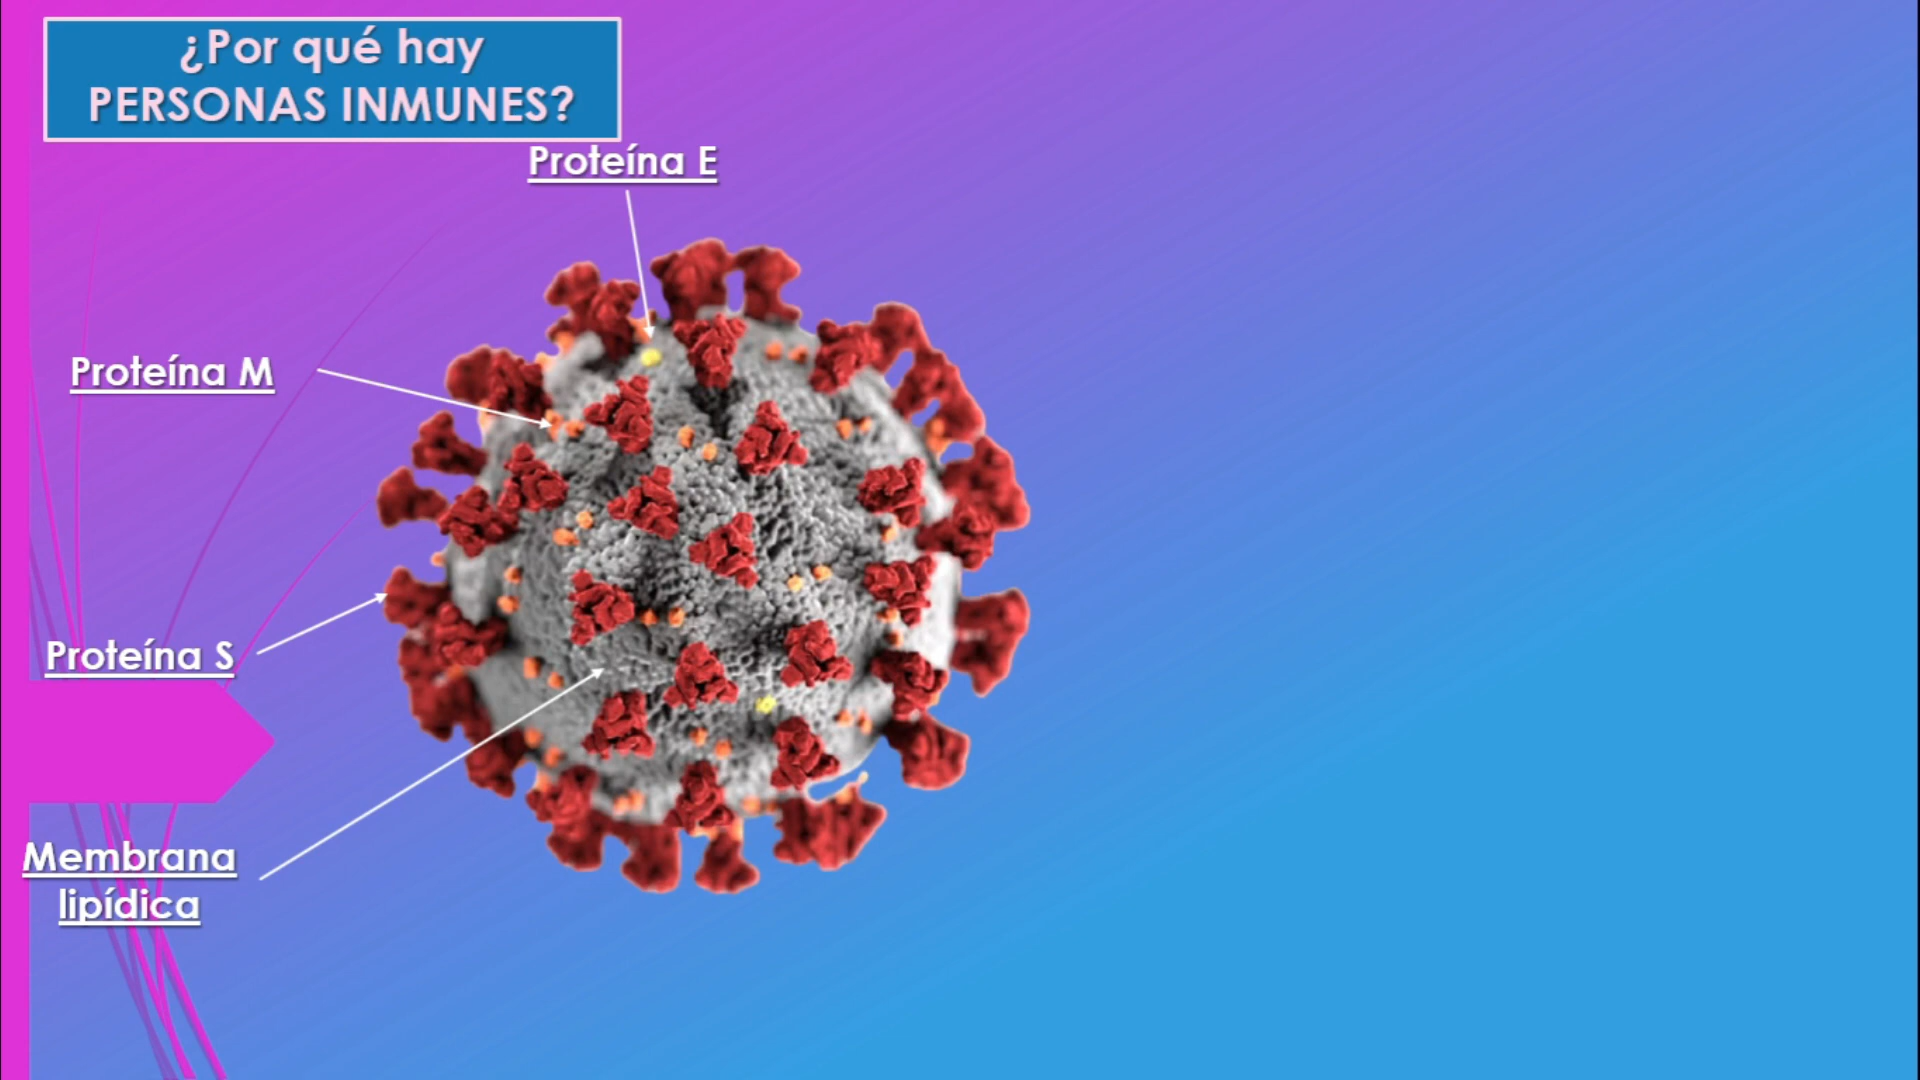 ¿Por qué hay
PERSONAS INMUNES?
Proteína E
Proteína M
Proteína S
Membrana
lipídica